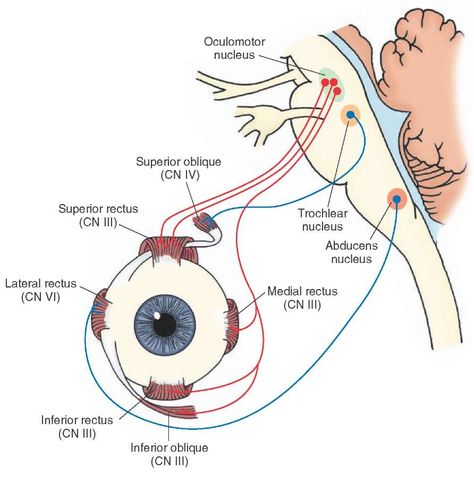 Oculomotor
nucleus
Superior oblique
(CN IV)
Superior rectus
(CN III)
Trochlear
nucleus
Abducens
nucleus
Lateral rectus
(CN VI)
Medial rectus
(CN III)
Inferior rectus
(CN III)
Inferior oblique
(CN III)